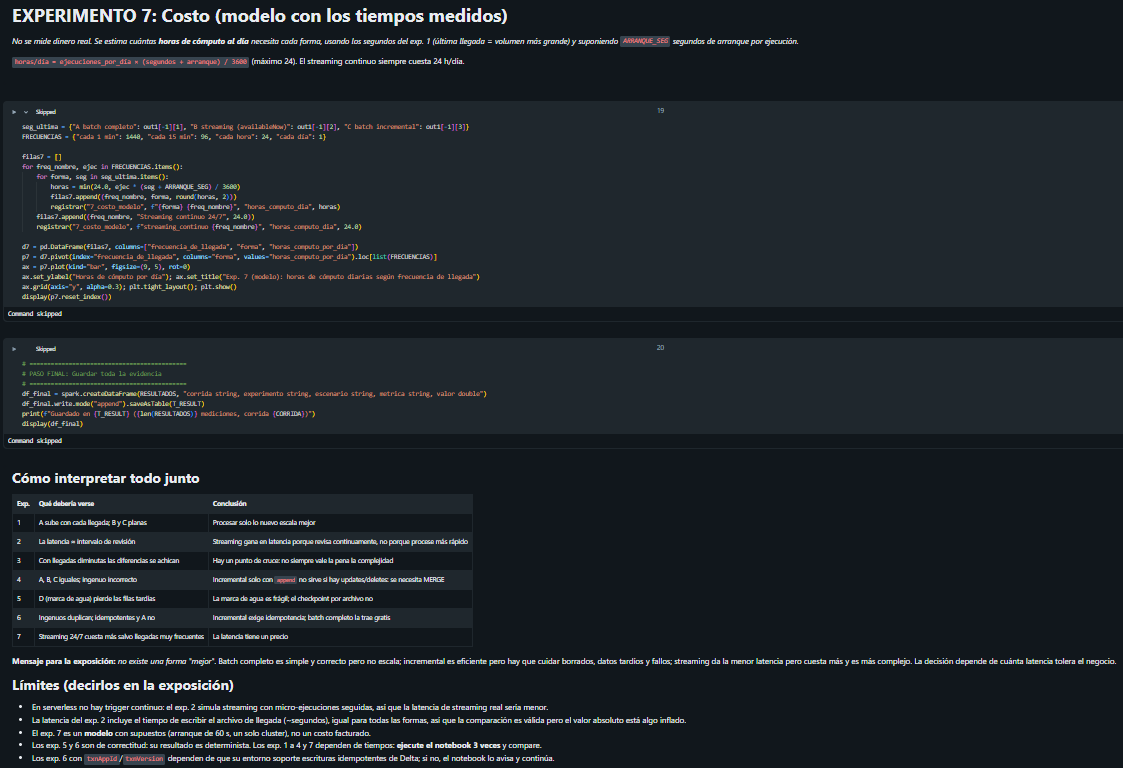 EXPERIMENTO 7: Costo (modelo con los tiempos medidos)
No se mide dinero real. Se estima cuántas horas de cómputo al día necesita cada forma, usando los segundos del exp. 1 (última llegada = volumen más grande) y suponiendo ARRANQUE_SEG segundos de arranque por ejecución.
horas/día = ejecuciones_por_día × (segundos + arranque) / 3600 (máximo 24). El streaming continuo siempre cuesta 24 h/día.
Skipped
19
seg_ultima = {"A batch completo": out1[-1][1], "B streaming (availableNow)": out1[-1][2], "C batch incremental": out1[-1][3]}
FRECUENCIAS = {"cada 1 min": 1440, "cada 15 min": 96, "cada hora": 24, "cada dia": 1}
filas7 = []
for freq_nombre, ejec in FRECUENCIAS.items():
for forma, seg in seg_ultima.items():
horas = min(24.0, ejec * (seg + ARRANQUE_SEG) / 3600)
filas7.append((freq_nombre, forma, round(horas, 2)))
registrar("7_costo_modelo", f"{forma} {freq_nombre}", "horas_computo_dia", horas)
filas7.append((freq_nombre, "Streaming continuo 24/7", 24.0))
registrar("7_costo_modelo", f"streaming_continuo {freq_nombre}", "horas_computo_dia", 24.0)
d7 = pd.DataFrame(filas7, columns=["frecuencia_de_llegada", "forma", "horas_computo_por_dia"])
p7 = d7.pivot(index="frecuencia_de_llegada", columns="forma", values="horas_computo_por_dia").loc[list(FRECUENCIAS)]
ax = p7.plot(kind="bar", figsize=(9, 5), rot=0)
ax.set_ylabel("Horas de cómputo por día"); ax.set_title("Exp. 7 (modelo): horas de cómputo diarias según frecuencia de llegada")
ax.grid(axis="y", alpha=0.3); plt.tight_layout(); plt.show()
display(p7.reset_index())
Command skipped
Skipped
20
# ============================================
# PASO FINAL: Guardar toda la evidencia
# ============================================
df_final = spark.createDataFrame(RESULTADOS, "corrida string, experimento string, escenario string, metrica string, valor double")
df_final.write.mode("append").saveAsTable(T_RESULT)
print(f"Guardado en {T_RESULT} ({len(RESULTADOS)} mediciones, corrida {CORRIDA})")
display(df_final)
Command skipped
Cómo interpretar todo junto
Exp. Qué debería verse Conclusión
1 A sube con cada llegada; B y C planas Procesar solo lo nuevo escala mejor
2 La latencia ≈ intervalo de revisión Streaming gana en latencia porque revisa continuamente, no porque procese más rápido
3 Con llegadas diminutas las diferencias se achican Hay un punto de cruce: no siempre vale la pena la complejidad
4 A, B, C iguales; ingenuo incorrecto Incremental solo con append no sirve si hay updates/deletes: se necesita MERGE
5 D (marca de agua) pierde las filas tardías La marca de agua es frágil; el checkpoint por archivo no
6 Ingenuos duplican; idempotentes y A no Incremental exige idempotencia; batch completo la trae gratis
7 Streaming 24/7 cuesta más salvo llegadas muy frecuentes La latencia tiene un precio
Mensaje para la exposición: no existe una forma "mejor". Batch completo es simple y correcto pero no escala; incremental es eficiente pero hay que cuidar borrados, datos tardíos y fallos; streaming da la menor latencia pero cuesta más y es más complejo. La decisión depende de cuánta latencia tolera el negocio.
Límites (decirlos en la exposición)
• En serverless no hay trigger continuo: el exp. 2 simula streaming con micro-ejecuciones seguidas, así que la latencia de streaming real sería menor.
• La latencia del exp. 2 incluye el tiempo de escribir el archivo de llegada (~segundos), igual para todas las formas, así que la comparación es válida pero el valor absoluto está algo inflado.
• El exp. 7 es un modelo con supuestos (arranque de 60 s, un solo cluster), no un costo facturado.
• Los exp. 5 y 6 son de correctitud: su resultado es determinista. Los exp. 1 a 4 y 7 dependen de tiempos: ejecute el notebook 3 veces y compare.
• Los exp. 6 con txnAppId/txnVersion dependen de que su entorno soporte escrituras idempotentes de Delta; si no, el notebook lo avisa y continúa.